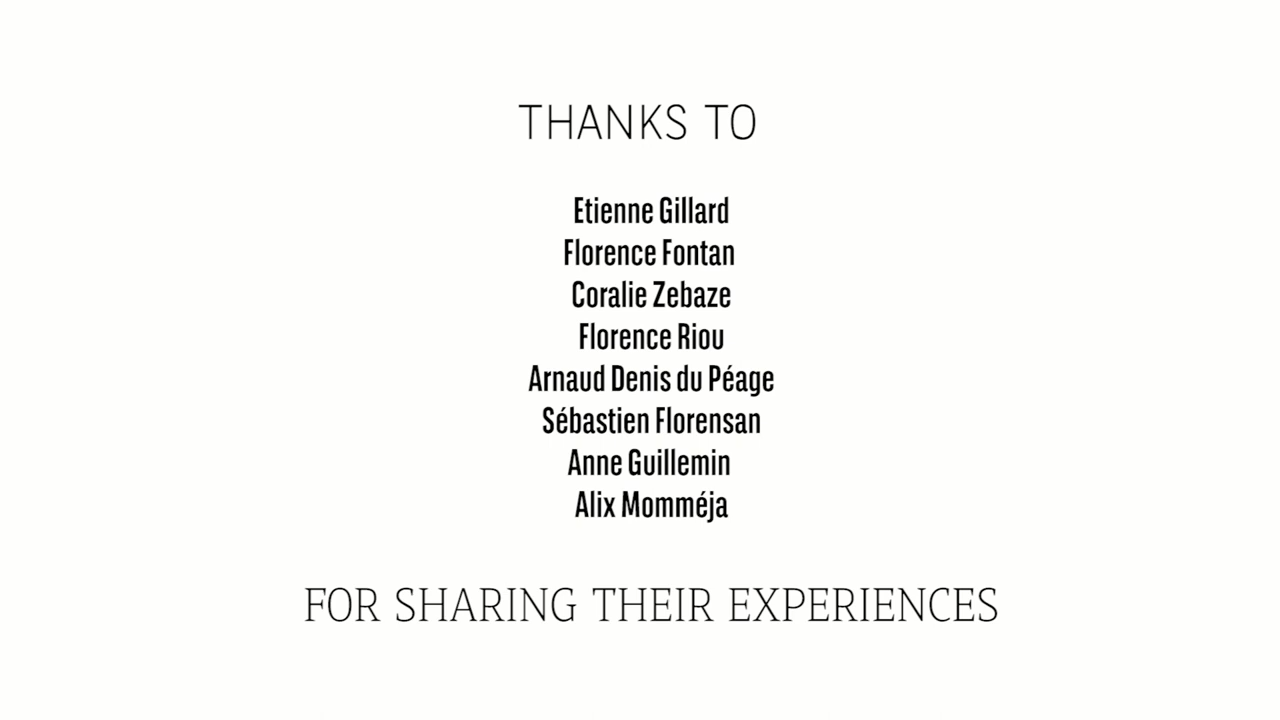 THANKS TO
Etienne Gillard
Florence Fontan
Coralie Zebaze
Florence Riou
Arnaud Denis du Péage
Sébastien Florensan
Anne Guillemin
Alix Momméja
FOR SHARING THEIR EXPERIENCES